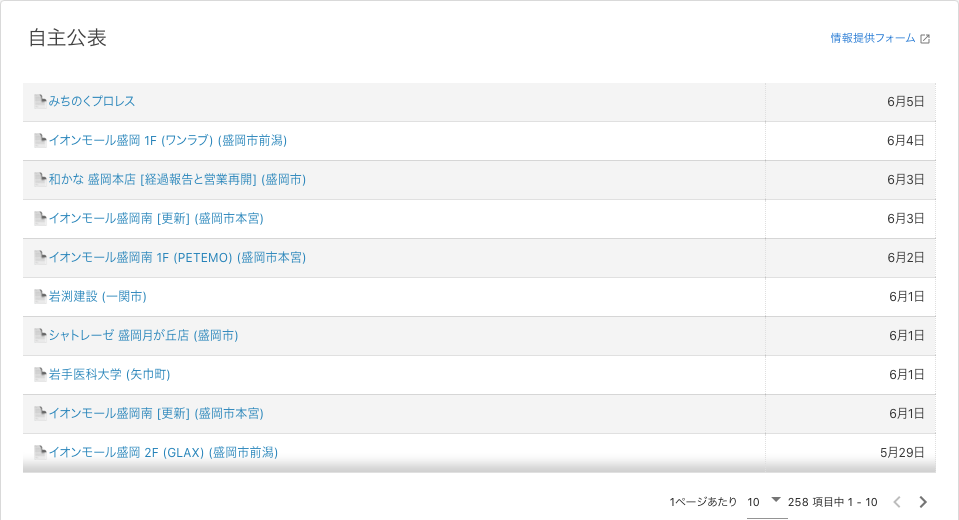 自主公表
情報提供フォーム
みちのくプロレス 6月5日
イオンモール盛岡 1F (ワンラブ) (盛岡市前潟) 6月4日
和かな 盛岡本店 [経過報告と営業再開] (盛岡市) 6月3日
イオンモール盛岡南 [更新] (盛岡市本宮) 6月3日
イオンモール盛岡南 1F (PETEMO) (盛岡市本宮) 6月2日
岩渕建設 (一関市) 6月1日
シャトレーゼ 盛岡月が丘店 (盛岡市) 6月1日
岩手医科大学 (矢巾町) 6月1日
イオンモール盛岡南 [更新] (盛岡市本宮) 6月1日
イオンモール盛岡 2F (GLAX) (盛岡市前潟) 5月29日
1ページあたり 10 258 項目中 1 - 10